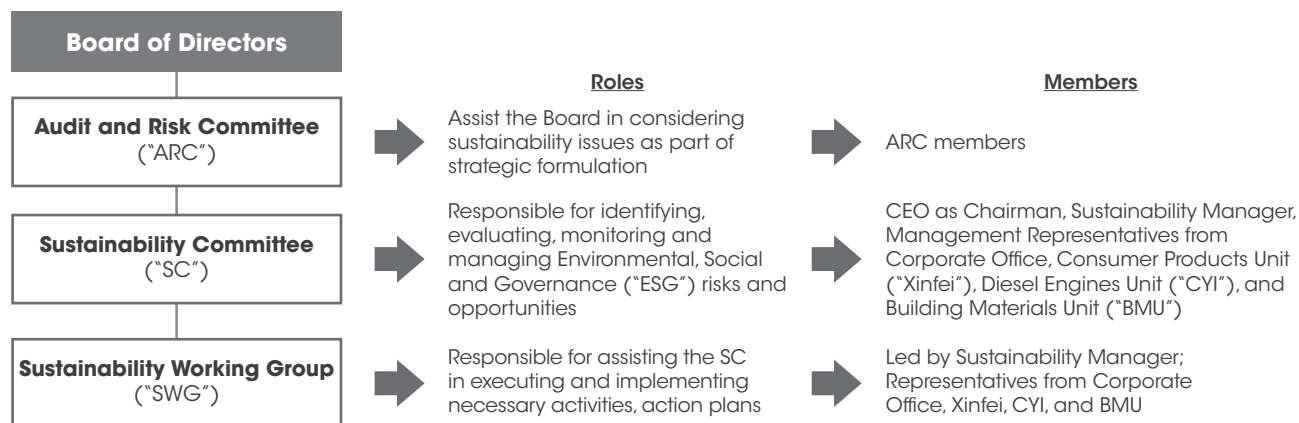 Board of Directors
Roles
Members
Audit and Risk Committee
(“ARC”)
Assist the Board in considering
sustainability issues as part of
strategic formulation
ARC members
Sustainability Committee
(“SC”)
Responsible for identifying,
evaluating, monitoring and
managing Environmental, Social
and Governance (“ESG”) risks and
opportunities
CEO as Chairman, Sustainability Manager,
Management Representatives from
Corporate Office, Consumer Products Unit
(“Xinfei”), Diesel Engines Unit (“CYI”), and
Building Materials Unit (“BMU”)
Sustainability Working Group
(“SWG”)
Responsible for assisting the SC
in executing and implementing
necessary activities, action plans
Led by Sustainability Manager;
Representatives from Corporate
Office, Xinfei, CYI, and BMU